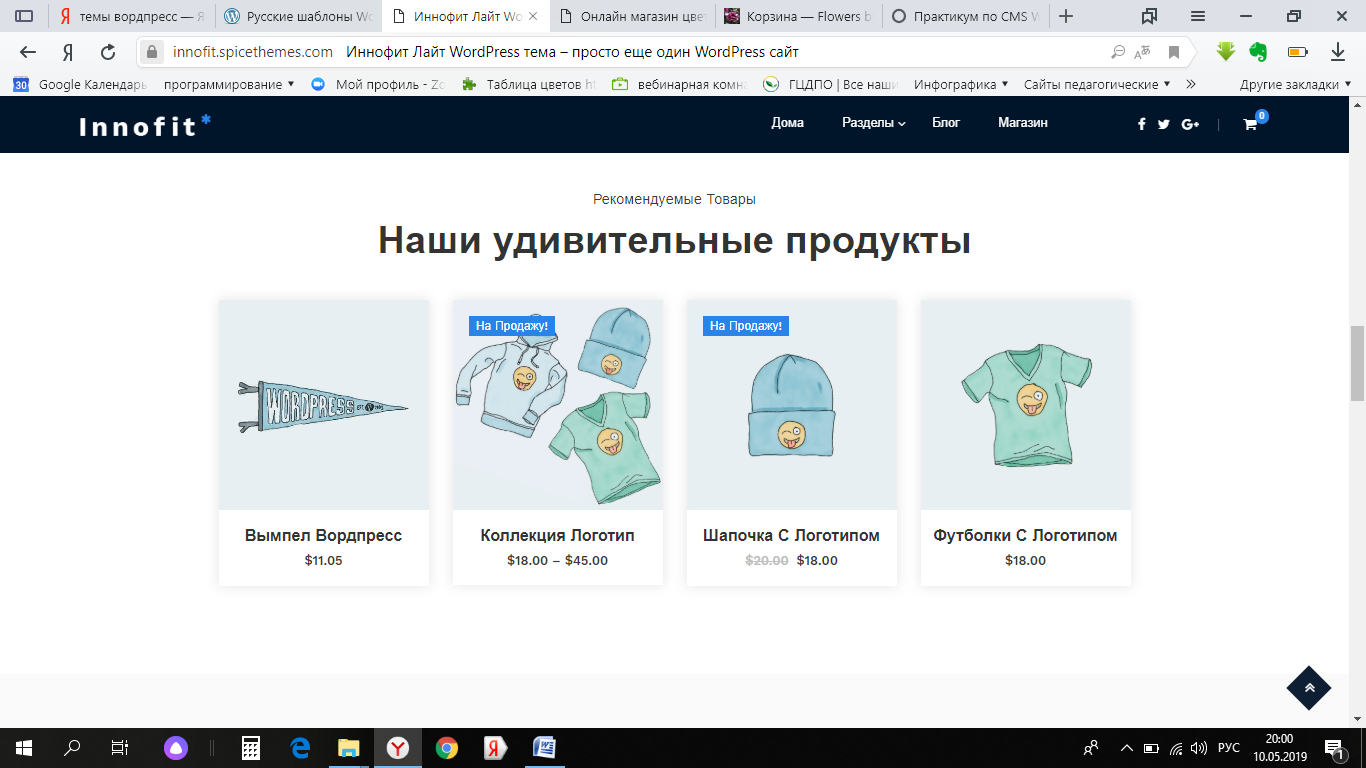 темы вордпресс — Я
Русские шаблоны Wo
Иннофит Лайт Wo
Онлайн магазин цвет
Корзина — Flowers b
Практикум по CMS W
innofit.spicethemes.com Иннофит Лайт WordPress тема – просто еще один WordPress сайт
Google Календарь
программирование
Мой профиль - Zo
Таблица цветов ht
вебинарная комна
ГЦДПО | Все наши
Инфографика
Сайты педагогические
Другие закладки
Innofit*
Дома
Разделы
Блог
Магазин
0
Рекомендуемые Товары
Наши удивительные продукты
WORDPRESS
На Продажу!
На Продажу!
Вымпел Вордпресс
$11.05
Коллекция Логотип
$18.00 – $45.00
Шапочка С Логотипом
$20.00 $18.00
Футболки С Логотипом
$18.00
РУС
20:00
10.05.2019
1